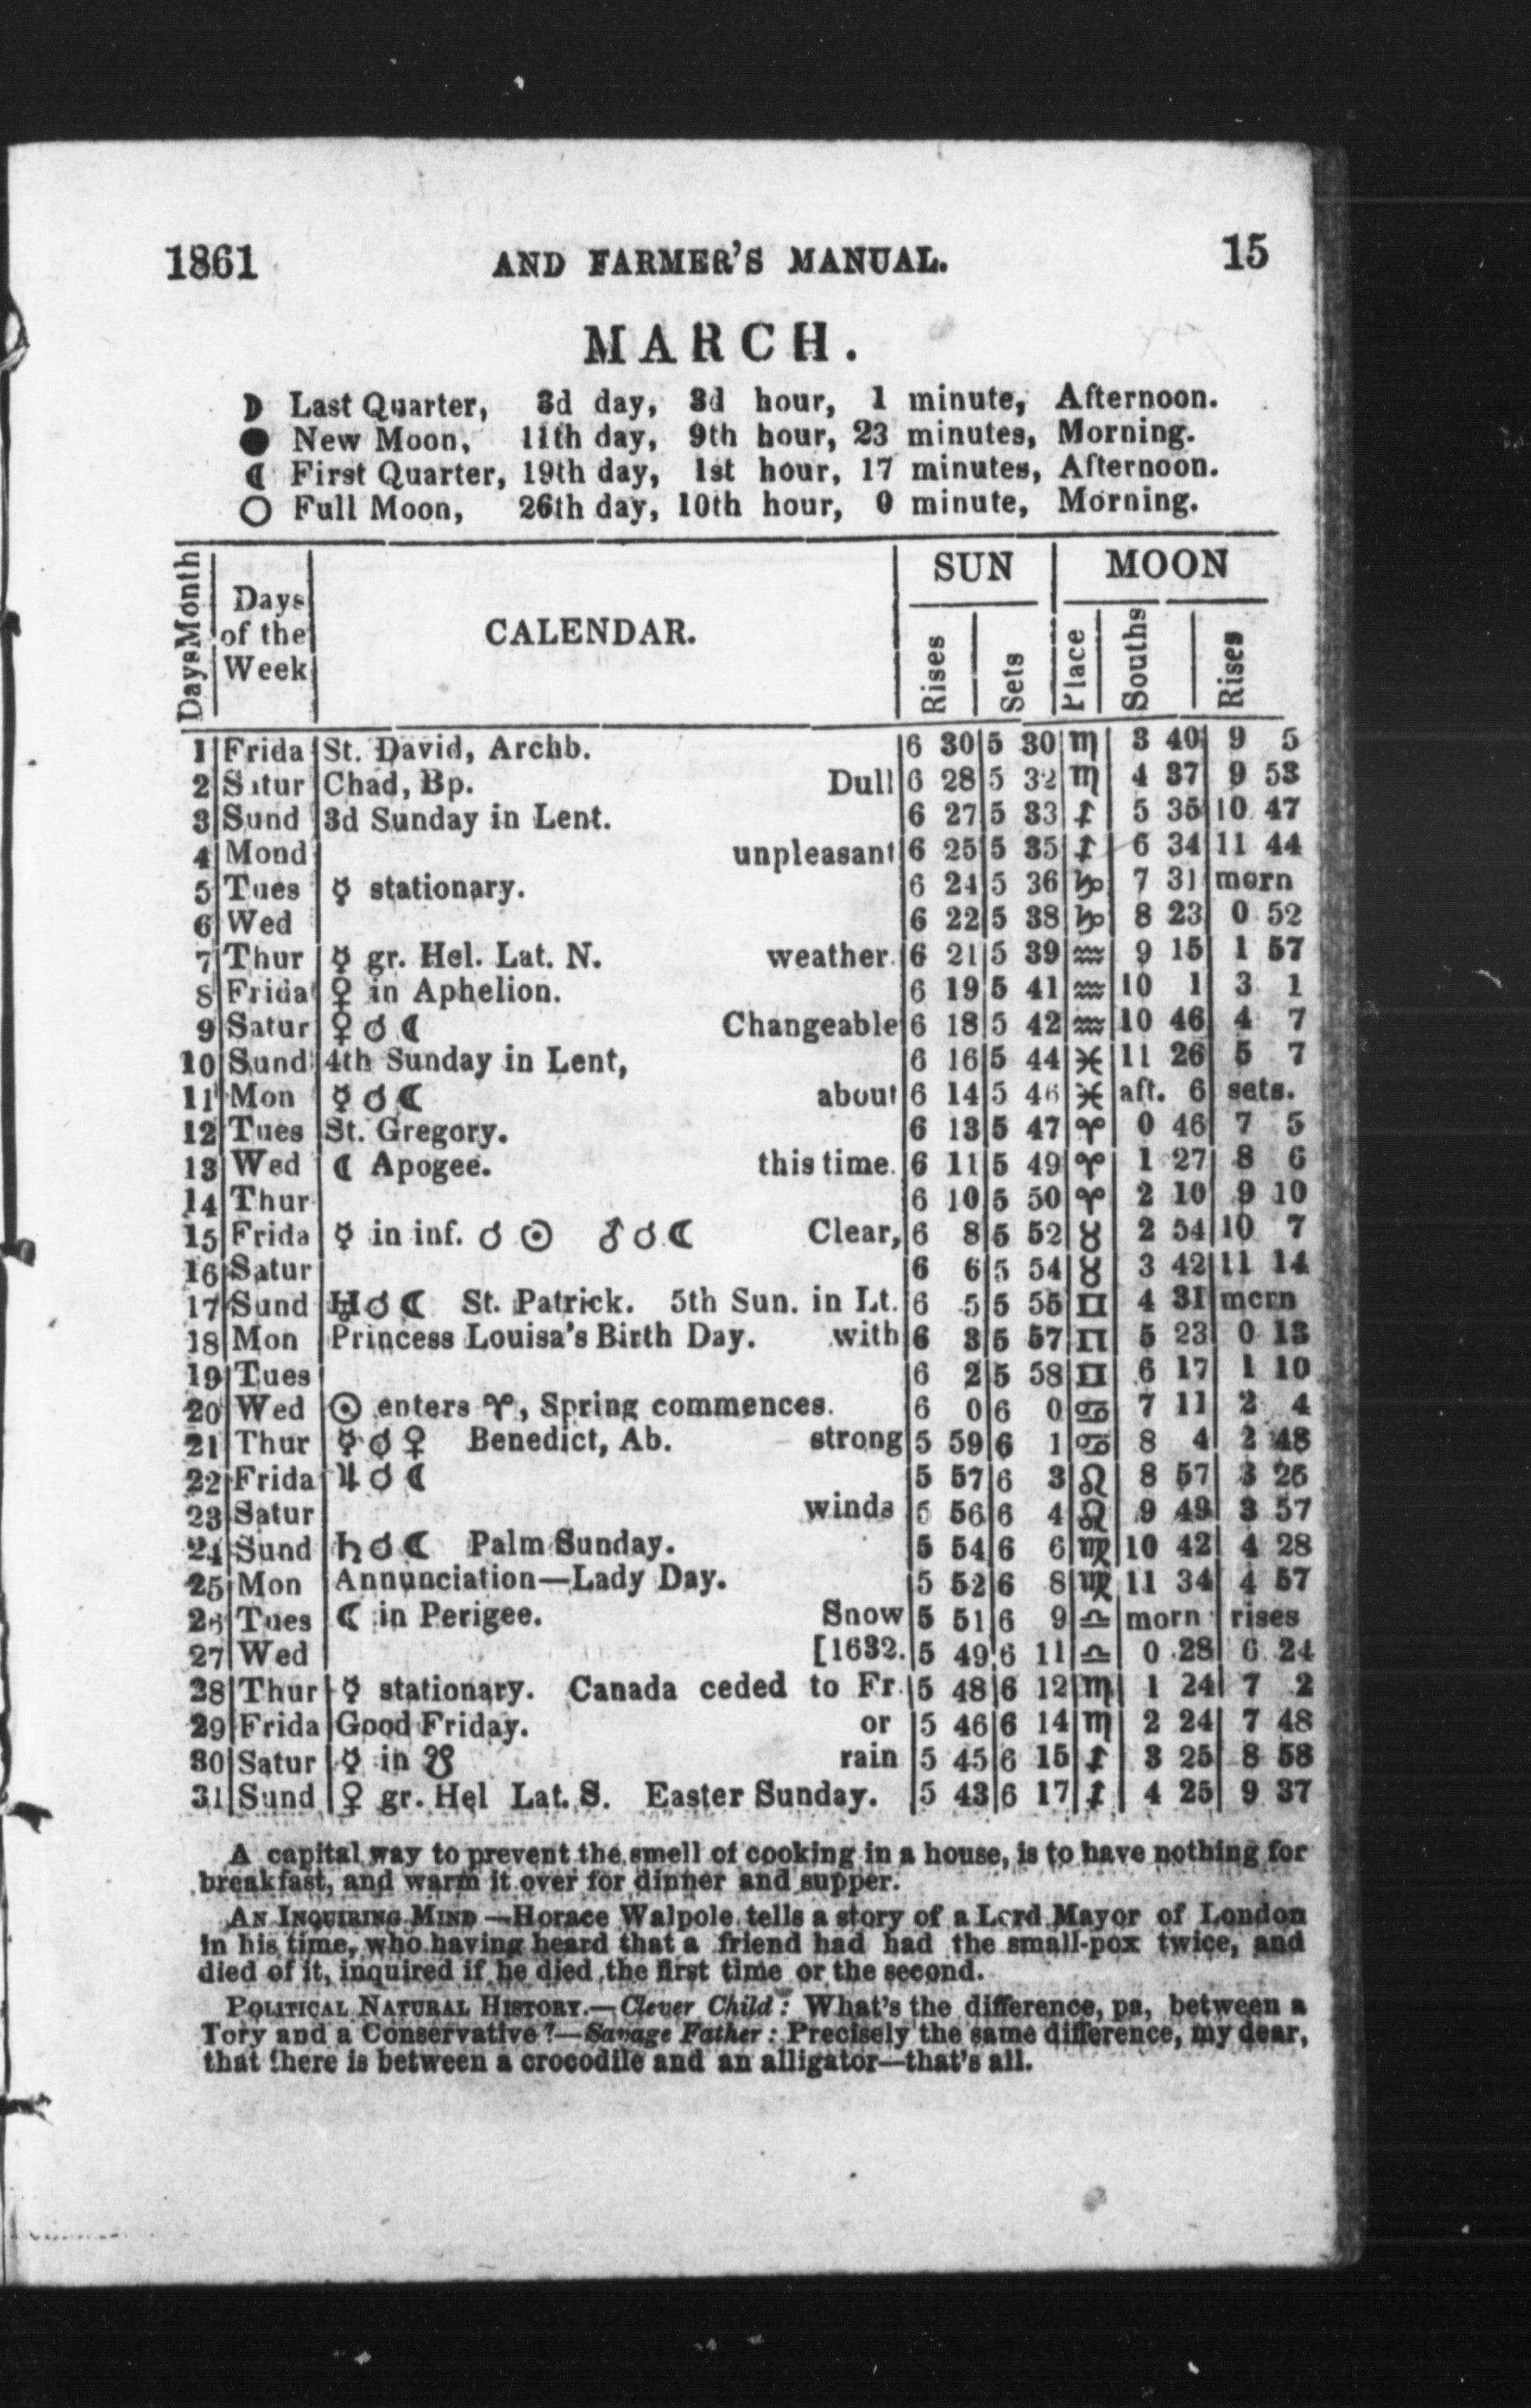 1861 AND FARMER'S MANUAL. 15
MARCH.
☽ Last Quarter, 3d day, 3d hour, 1 minute, Afternoon.
● New Moon, 11th day, 9th hour, 23 minutes, Morning.
☾ First Quarter, 19th day, 1st hour, 17 minutes, Afternoon.
○ Full Moon, 26th day, 10th hour, 0 minute, Morning.
Days Month Days of the Week CALENDAR. SUN MOON
Rises Sets Place Souths Rises
1 Frida St. David, Archb. 6 30 5 30 ♏ 3 40 9 5
2 Satur Chad, Bp. Dull 6 28 5 32 ♏ 4 37 9 53
3 Sund 3d Sunday in Lent. 6 27 5 33 ♐ 5 35 10 47
4 Mond unpleasant 6 25 5 35 ♐ 6 34 11 44
5 Tues ☿ stationary. 6 24 5 36 ♑ 7 31 morn
6 Wed 6 22 5 38 ♑ 8 23 0 52
7 Thur ☿ gr. Hel. Lat. N. weather. 6 21 5 39 ♒ 9 15 1 57
8 Frida ♀ in Aphelion. 6 19 5 41 ♒ 10 1 3 1
9 Satur ♀ ☌ ☾ Changeable 6 18 5 42 ♒ 10 46 4 7
10 Sund 4th Sunday in Lent, 6 16 5 44 ♓ 11 26 5 7
11 Mon ☿ ☌ ☾ about 6 14 5 46 ♓ aft. 6 sets.
12 Tues St. Gregory. 6 13 5 47 ♈ 0 46 7 5
13 Wed ☾ Apogee. this time. 6 11 5 49 ♈ 1 27 8 6
14 Thur 6 10 5 50 ♈ 2 10 9 10
15 Frida ☿ in inf. ☌ ☉ ♂ ☌ ☾ Clear, 6 8 5 52 ♉ 2 54 10 7
16 Satur 6 6 5 54 ♉ 3 42 11 14
17 Sund ♅ ☌ ☾ St. Patrick. 5th Sun. in Lt. 6 5 5 55 ♊ 4 31 morn
18 Mon Princess Louisa's Birth Day. with 6 3 5 57 ♊ 5 23 0 13
19 Tues 6 2 5 58 ♊ 6 17 1 10
20 Wed ☉ enters ♈, Spring commences. 6 0 6 0 ♋ 7 11 2 4
21 Thur ☿ ☌ ♀ Benedict, Ab. strong 5 59 6 1 ♋ 8 4 2 48
22 Frida ♃ ☌ ☾ 5 57 6 3 ♌ 8 57 3 26
23 Satur winds 5 56 6 4 ♌ 9 49 3 57
24 Sund ♄ ☌ ☾ Palm Sunday. 5 54 6 6 ♍ 10 42 4 28
25 Mon Annunciation—Lady Day. 5 52 6 8 ♍ 11 34 4 57
26 Tues ☾ in Perigee. Snow 5 51 6 9 ♎ morn rises
27 Wed [1632. 5 49 6 11 ♎ 0 28 6 24
28 Thur ☿ stationary. Canada ceded to Fr. 5 48 6 12 ♏ 1 24 7 2
29 Frida Good Friday. or 5 46 6 14 ♏ 2 24 7 48
30 Satur ☿ in ☋ rain 5 45 6 15 ♐ 3 25 8 58
31 Sund ♀ gr. Hel Lat. S. Easter Sunday. 5 43 6 17 ♐ 4 25 9 37
A capital way to prevent the smell of cooking in a house, is to have nothing for
breakfast, and warm it over for dinner and supper.
AN INQUIRING MIND—Horace Walpole tells a story of a Lord Mayor of London
in his time, who having heard that a friend had had the small-pox twice, and
died of it, inquired if he died the first time or the second.
POLITICAL NATURAL HISTORY.—Clever Child: What's the difference, pa, between a
Tory and a Conservative?—Savage Father: Precisely the same difference, my dear,
that there is between a crocodile and an alligator—that's all.